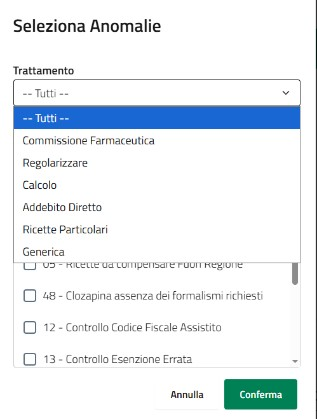 Seleziona Anomalie
Trattamento
-- Tutti --
-- Tutti --
Commissione Farmaceutica
Regolarizzare
Calcolo
Addebito Diretto
Ricette Particolari
Generica
05 - Ricette da compensare Fuori Regione
48 - Clozapina assenza dei formalismi richiesti
12 - Controllo Codice Fiscale Assistito
13 - Controllo Esenzione Errata
Annulla
Conferma